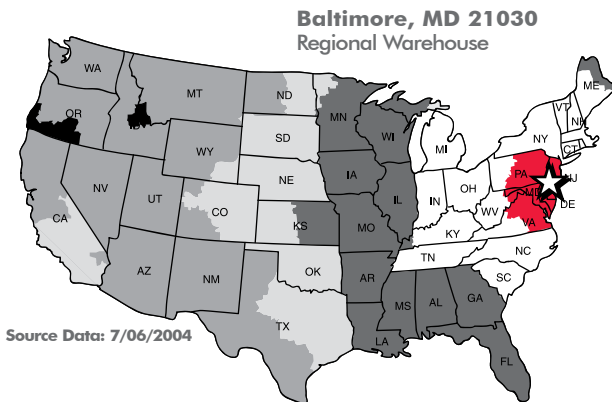 Baltimore, MD 21030
Regional Warehouse
WA
MT
ND
MN
ME
VT
NH
OR
ID
WI
MI
NY
CT
SD
WY
IA
PA
NJ
NE
NV
UT
CO
IL
IN
OH
MD
DE
CA
KS
MO
WV
VA
KY
NC
AZ
NM
OK
AR
TN
SC
TX
MS
AL
GA
LA
FL
Source Data: 7/06/2004